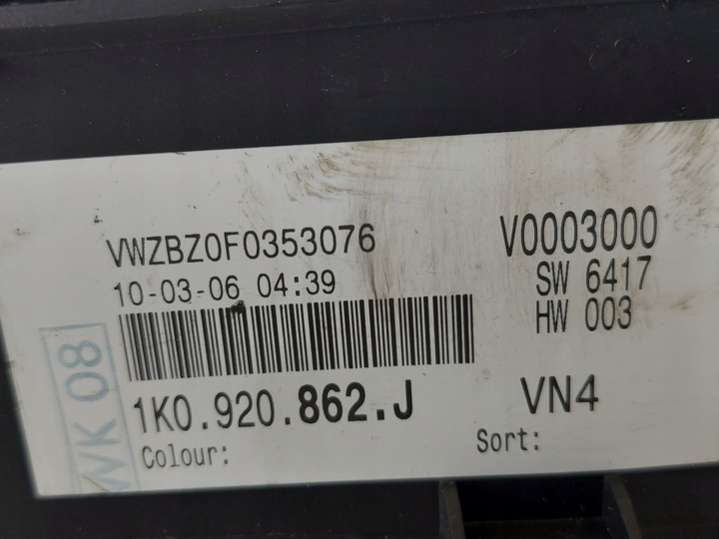 VWZBZ0F0353076
V0003000
10-03-06 04:39
SW 6417
HW 003
WK 08
1K0.920.862.J
VN4
Colour:
Sort: